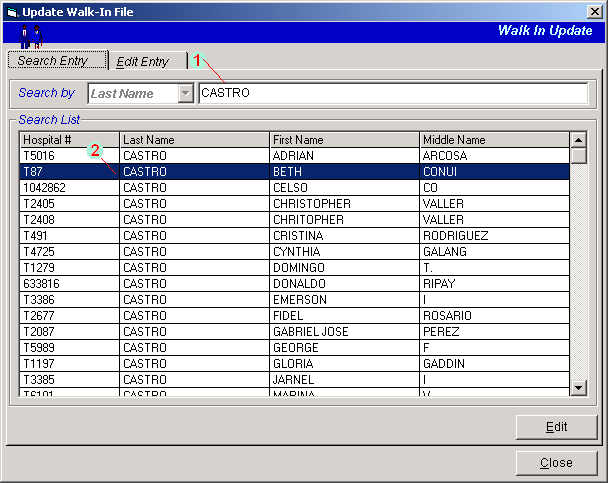 Update Walk-In File
Walk In Update
Search Entry Edit Entry 1
Search by Last Name CASTRO
Search List
Hospital # Last Name First Name Middle Name
T5016 CASTRO ADRIAN ARCOSA
2
T87 CASTRO BETH CONUI
1042862 CASTRO CELSO CO
T2405 CASTRO CHRISTOPHER VALLER
T2408 CASTRO CHRITOPHER VALLER
T491 CASTRO CRISTINA RODRIGUEZ
T4725 CASTRO CYNTHIA GALANG
T1279 CASTRO DOMINGO T.
633816 CASTRO DONALDO RIPAY
T3386 CASTRO EMERSON I
T2677 CASTRO FIDEL ROSARIO
T2087 CASTRO GABRIEL JOSE PEREZ
T5989 CASTRO GEORGE F
T1197 CASTRO GLORIA GADDIN
T3385 CASTRO JARNEL I
T6101 CASTRO MARINA V
Edit
Close